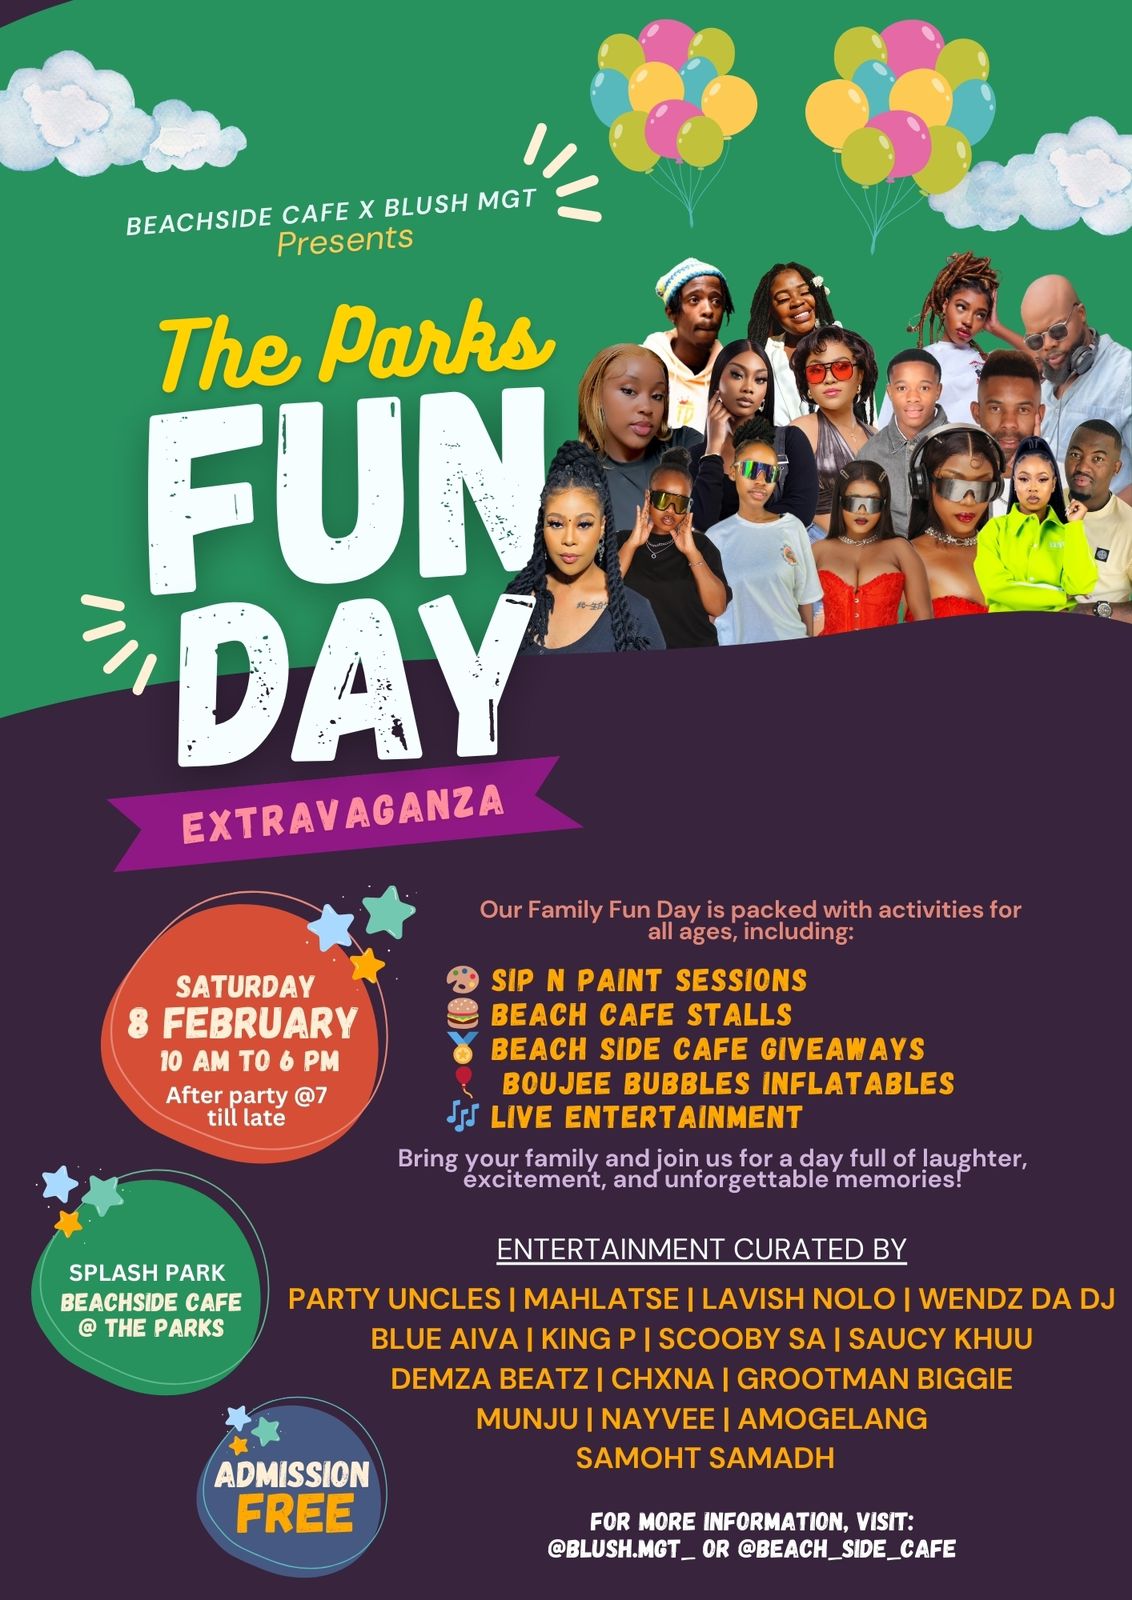 BEACHSIDE CAFE X BLUSH MGT
Presents
The Parks
FUN
DAY
EXTRAVAGANZA
SATURDAY
8 FEBRUARY
10 AM TO 6 PM
After party @7
till late
Our Family Fun Day is packed with activities for
all ages, including:
SIP N PAINT SESSIONS
BEACH CAFE STALLS
BEACH SIDE CAFE GIVEAWAYS
BOUJEE BUBBLES INFLATABLES
LIVE ENTERTAINMENT
Bring your family and join us for a day full of laughter,
excitement, and unforgettable memories!
SPLASH PARK
BEACHSIDE CAFE
@ THE PARKS
ENTERTAINMENT CURATED BY
PARTY UNCLES | MAHLATSE | LAVISH NOLO | WENDZ DA DJ
BLUE AIVA | KING P | SCOOBY SA | SAUCY KHUU
DEMZA BEATZ | CHXNA | GROOTMAN BIGGIE
MUNJU | NAYVEE | AMOGELANG
SAMOHT SAMADH
ADMISSION
FREE
FOR MORE INFORMATION, VISIT:
@BLUSH.MGT_ OR @BEACH_SIDE_CAFE